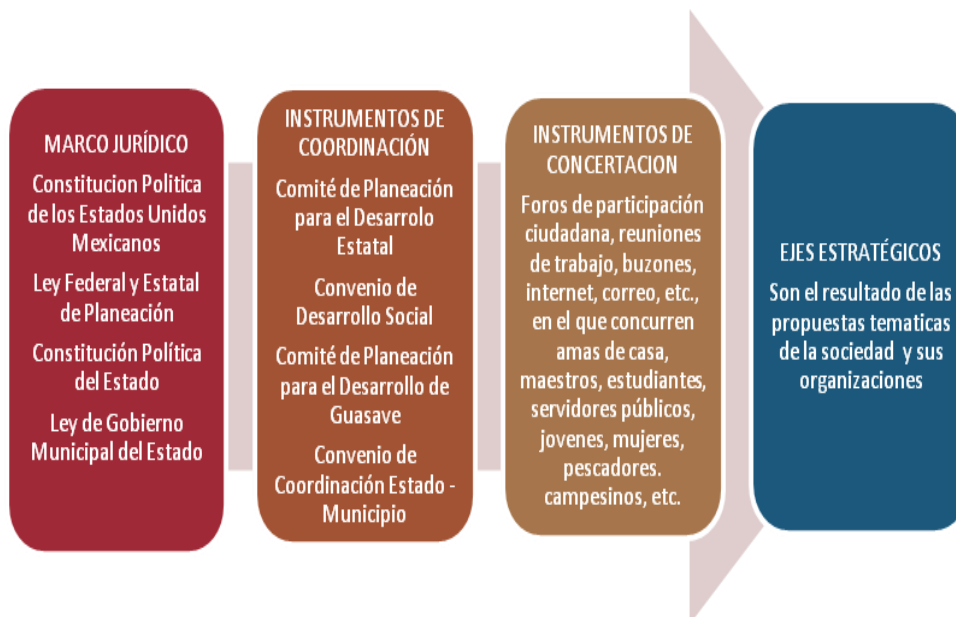 MARCO JURÍDICO
Constitucion Politica
de los Estados Unidos
Mexicanos
Ley Federal y Estatal
de Planeación
Constitución Política
del Estado
Ley de Gobierno
Municipal del Estado
INSTRUMENTOS DE
COORDINACIÓN
Comité de Planeación
para el Desarrolo
Estatal
Convenio de
Desarrollo Social
Comité de Planeación
para el Desarrollo de
Guasave
Convenio de
Coordinación Estado -
Municipio
INSTRUMENTOS DE
CONCERTACION
Foros de participación
ciudadana, reuniones
de trabajo, buzones,
internet, correo, etc.,
en el que concurren
amas de casa,
maestros, estudiantes,
servidores públicos,
jovenes, mujeres,
pescadores.
campesinos, etc.
EJES ESTRATÉGICOS
Son el resultado de las
propuestas tematicas
de la sociedad y sus
organizaciones